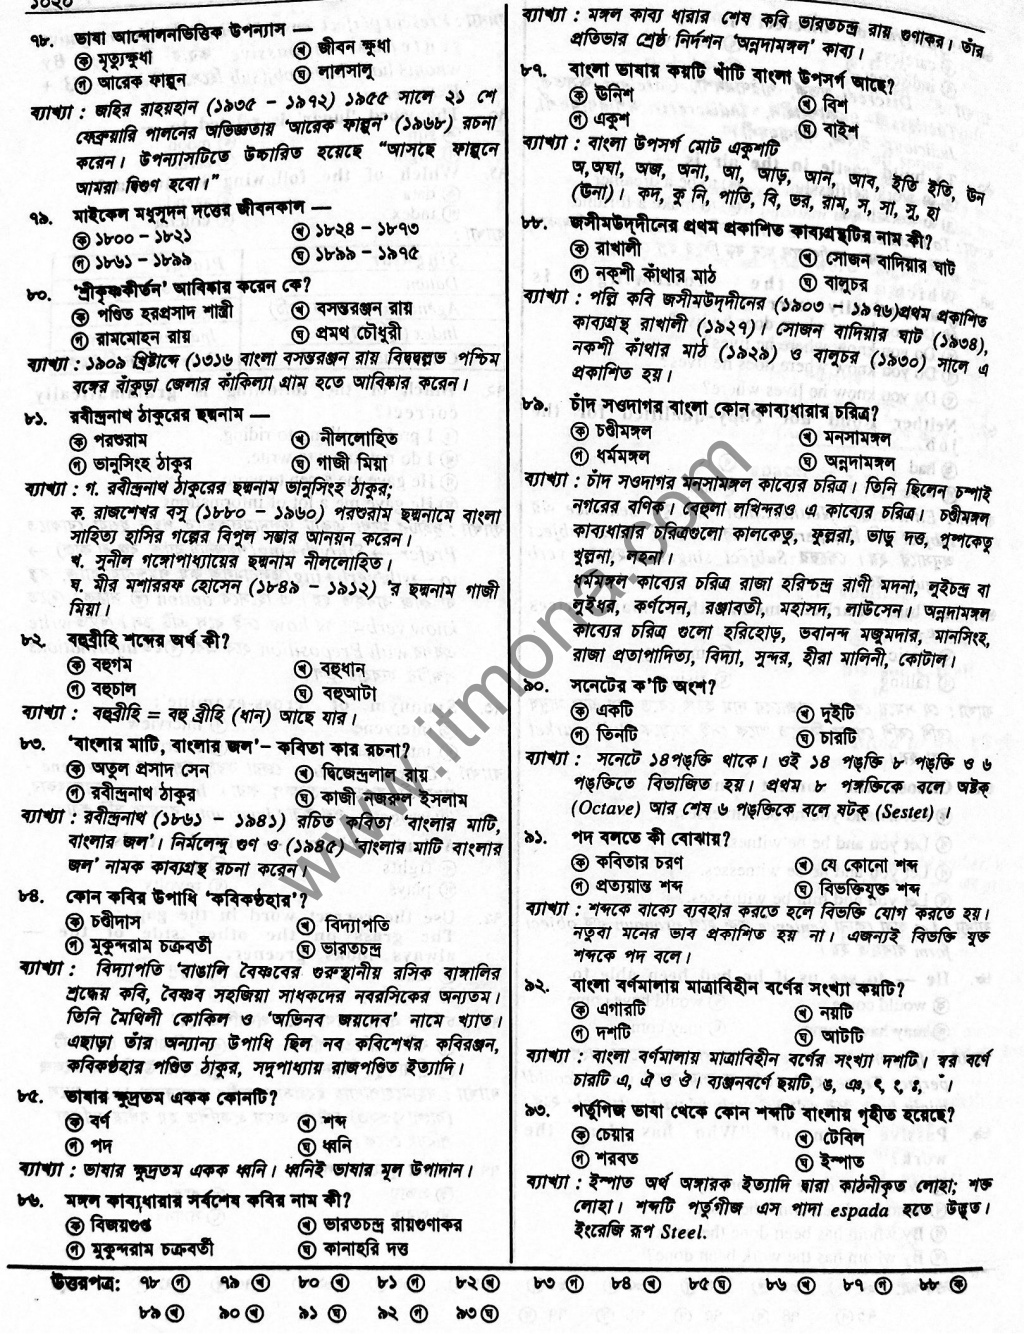 ১০২০
৭৮. ভাষা আন্দোলনভিত্তিক উপন্যাস —
ক মৃত্যুক্ষুধা খ জীবন ক্ষুধা
গ আরেক ফাল্গুন ঘ লালসালু
ব্যাখ্যা : জহির রায়হান (১৯৩৫ – ১৯৭২) ১৯৫৫ সালে ২১ শে
ফেব্রুয়ারি পালনের অভিজ্ঞতায় ‘আরেক ফাল্গুন’ (১৯৬৮) রচনা
করেন। উপন্যাসটিতে উচ্চারিত হয়েছে “আসছে ফাল্গুনে
আমরা দ্বিগুণ হবো।”
৭৯. মাইকেল মধুসূদন দত্তের জীবনকাল —
ক ১৮০০ – ১৮২১ খ ১৮২৪ – ১৮৭৩
গ ১৮৬১ – ১৮৯৯ ঘ ১৮৯৯ – ১৯৭৫
৮০. ‘শ্রীকৃষ্ণকীর্তন’ আবিষ্কার করেন কে?
ক পণ্ডিত হরপ্রসাদ শাস্ত্রী খ বসন্তরঞ্জন রায়
গ রামমোহন রায় ঘ প্রমথ চৌধুরী
ব্যাখ্যা : ১৯০৯ খ্রিষ্টাব্দে (১৩১৬ বাংলা বসন্তরঞ্জন রায় বিদ্বদ্বল্লভ পশ্চিম
বঙ্গের বাঁকুড়া জেলার কাঁকিল্যা গ্রাম হতে আবিষ্কার করেন।
৮১. রবীন্দ্রনাথ ঠাকুরের ছদ্মনাম —
ক পরশুরাম খ নীললোহিত
গ ভানুসিংহ ঠাকুর ঘ গাজী মিয়া
ব্যাখ্যা : গ. রবীন্দ্রনাথ ঠাকুরের ছদ্মনাম ভানুসিংহ ঠাকুর;
ক. রাজশেখর বসু (১৮৮০ – ১৯৬০) পরশুরাম ছদ্মনামে বাংলা
সাহিত্য হাসির গল্পের বিপুল সম্ভার আনয়ন করেন।
খ. সুনীল গঙ্গোপাধ্যায়ের ছদ্মনাম নীললোহিত।
ঘ. মীর মশাররফ হোসেন (১৮৪৯ – ১৯১২) ’র ছদ্মনাম গাজী
মিয়া।
৮২. বহুব্রীহি শব্দের অর্থ কী?
ক বহুগম খ বহুধান
গ বহুচাল ঘ বহুআটা
ব্যাখ্যা : বহুব্রীহি — বহু ব্রীহি (ধান) আছে যার।
৮৩. ‘বাংলার মাটি, বাংলার জল’– কবিতা কার রচনা?
ক অতুল প্রসাদ সেন খ দ্বিজেন্দ্রলাল রায়
গ রবীন্দ্রনাথ ঠাকুর ঘ কাজী নজরুল ইসলাম
ব্যাখ্যা : রবীন্দ্রনাথ (১৮৬১ – ১৯৪১) রচিত কবিতা ‘বাংলার মাটি,
বাংলার জল’। নির্মলেন্দু গুণ ও (১৯৪৫) ‘বাংলার মাটি বাংলার
জল’ নামক কাব্যগ্রন্থ রচনা করেন।
৮৪. কোন কবির উপাধি ‘কবিকণ্ঠহার’?
ক চণ্ডীদাস খ বিদ্যাপতি
গ মুকুন্দরাম চক্রবর্তী ঘ ভারতচন্দ্র
ব্যাখ্যা : বিদ্যাপতি ‘বাঙালি বৈষ্ণবের গুরুস্থানীয় রসিক বাঙ্গালির
শ্রদ্ধেয় কবি, বৈষ্ণব সহজিয়া সাধকদের নবরসিকের অন্যতম।
তিনি মৈথিলী কোকিল ও ‘অভিনব জয়দেব’ নামে খ্যাত।
এছাড়া তাঁর অন্যান্য উপাধি ছিল নব কবিশেখর কবিরঞ্জন,
কবিকণ্ঠহার পণ্ডিত ঠাকুর, সদুপাধ্যায় রাজপণ্ডিত ইত্যাদি।
৮৫. ভাষার ক্ষুদ্রতম একক কোনটি?
ক বর্ণ খ শব্দ
গ পদ ঘ ধ্বনি
ব্যাখ্যা : ভাষার ক্ষুদ্রতম একক ধ্বনি। ধ্বনিই ভাষার মূল উপাদান।
৮৬. মঙ্গল কাব্যধারার সর্বশেষ কবির নাম কী?
ক বিজয়গুপ্ত খ ভারতচন্দ্র রায়গুণাকর
গ মুকুন্দরাম চক্রবর্তী ঘ কানাহরি দত্ত
ব্যাখ্যা : মঙ্গল কাব্য ধারার শেষ কবি ভারতচন্দ্র রায় গুণাকর। তাঁর
প্রতিভার শ্রেষ্ঠ নিদর্শন ‘অন্নদামঙ্গল’ কাব্য।
৮৭. বাংলা ভাষায় কয়টি খাঁটি বাংলা উপসর্গ আছে?
ক উনিশ খ বিশ
গ একুশ ঘ বাইশ
ব্যাখ্যা : বাংলা উপসর্গ মোট একুশটি
অ,অঘা, অজ, অনা, আ, আড়, আন, আব, ইতি ইতি, উন
(উনা)। কদ, কু নি, পাতি, বি, ভর, রাম, স, সা, সু, হা
৮৮. জসীমউদ্‌দীনের প্রথম প্রকাশিত কাব্যগ্রন্থটির নাম কী?
ক রাখালী খ সোজন বাদিয়ার ঘাট
গ নক্‌শী কাঁথার মাঠ ঘ বালুচর
ব্যাখ্যা : পল্লি কবি জসীমউদ্‌দীনের (১৯০৩ – ১৯৭৬)প্রথম প্রকাশিত
কাব্যগ্রন্থ রাখালী (১৯২৭)। সোজন বাদিয়ার ঘাট (১৯৩৪),
নকশী কাঁথার মাঠ (১৯২৯) ও বালুচর (১৯৩০) সালে এ
প্রকাশিত হয়।
৮৯. চাঁদ সওদাগর বাংলা কোন কাব্যধারার চরিত্র?
ক চণ্ডীমঙ্গল খ মনসামঙ্গল
গ ধর্মমঙ্গল ঘ অন্নদামঙ্গল
ব্যাখ্যা : চাঁদ সওদাগর মনসামঙ্গল কাব্যের চরিত্র। তিনি ছিলেন চম্পাই
নগরের বণিক। বেহুলা লখিন্দরও এ কাব্যের চরিত্র। চণ্ডীমঙ্গল
কাব্যধারার চরিত্রগুলো কালকেতু, ফুল্লরা, ভাড়ু দত্ত, পুষ্পকেতু
খুল্লনা, লহনা।
ধর্মমঙ্গল কাব্যের চরিত্র রাজা হরিশ্চন্দ্র রাণী মদনা, লুইচন্দ্র বা
লুইধর, কর্ণসেন, রঞ্জাবতী, মহাসদ, লাউসেন। অন্নদামঙ্গল
কাব্যের চরিত্র গুলো হরিহোড়, ভবানন্দ মজুমদার, মানসিংহ,
রাজা প্রতাপাদিত্য, বিদ্যা, সুন্দর, হীরা মালিনী, কোটাল।
৯০. সনেটের ক’টি অংশ?
ক একটি খ দুইটি
গ তিনটি ঘ চারটি
ব্যাখ্যা : সনেটে ১৪পঙ্‌ক্তি থাকে। ওই ১৪ পঙ্‌ক্তি ৮ পঙ্‌ক্তি ও ৬
পঙ্‌ক্তিতে বিভাজিত হয়। প্রথম ৮ পঙ্‌ক্তিকে বলে অষ্টক্
(Octave) আর শেষ ৬ পঙ্‌ক্তিকে বলে ষটক্ (Sestet) ।
৯১. পদ বলতে কী বোঝায়?
ক কবিতার চরণ খ যে কোনো শব্দ
গ প্রত্যয়ান্ত শব্দ ঘ বিভক্তিযুক্ত শব্দ
ব্যাখ্যা : শব্দকে বাক্যে ব্যবহার করতে হলে বিভক্তি যোগ করতে হয়।
নতুবা মনের ভাব প্রকাশিত হয় না। এজন্যই বিভক্তি যুক্ত
শব্দকে পদ বলে।
৯২. বাংলা বর্ণমালায় মাত্রাবিহীন বর্ণের সংখ্যা কয়টি?
ক এগারটি খ নয়টি
গ দশটি ঘ আটটি
ব্যাখ্যা : বাংলা বর্ণমালায় মাত্রাবিহীন বর্ণের সংখ্যা দশটি। স্বর বর্ণে
চারটি এ, ঐ ও ঔ। ব্যঞ্জনবর্ণে ছয়টি, ঙ, ঞ, ৎ, ং, ঃ, ঁ।
৯৩. পর্তুগিজ ভাষা থেকে কোন শব্দটি বাংলায় গৃহীত হয়েছে?
ক চেয়ার খ টেবিল
গ শরবত ঘ ইস্পাত
ব্যাখ্যা : ইস্পাত অর্থ অঙ্গারক ইত্যাদি দ্বারা কাঠনীকৃত লোহা; শক্ত
লোহা। শব্দটি পর্তুগীজ এস পাদা espada হতে উদ্ভূত।
ইংরেজি রূপ Steel.
উত্তরপত্র: ৭৮ গ ৭৯ খ ৮০ খ ৮১ গ ৮২ খ ৮৩ গ ৮৪ খ ৮৫ ঘ ৮৬ খ ৮৭ গ ৮৮ ক
৮৯ খ ৯০ খ ৯১ ঘ ৯২ গ ৯৩ ঘ
www.itmona.com